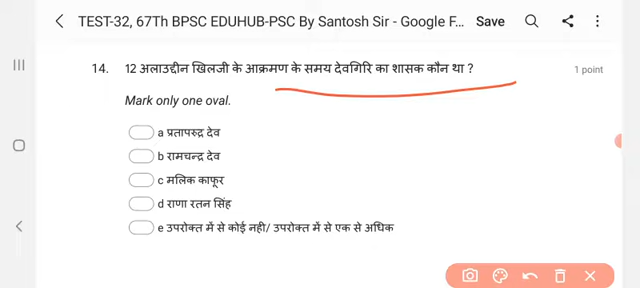 TEST-32, 67Th BPSC EDUHUB-PSC By Santosh Sir - Google F... Save
14. 12 अलाउद्दीन खिलजी के आक्रमण के समय देवगिरि का शासक कौन था ? 1 point
Mark only one oval.
a प्रतापरुद्र देव
b रामचन्द्र देव
c मलिक काफूर
d राणा रतन सिंह
e उपरोक्त में से कोई नही/ उपरोक्त में से एक से अधिक